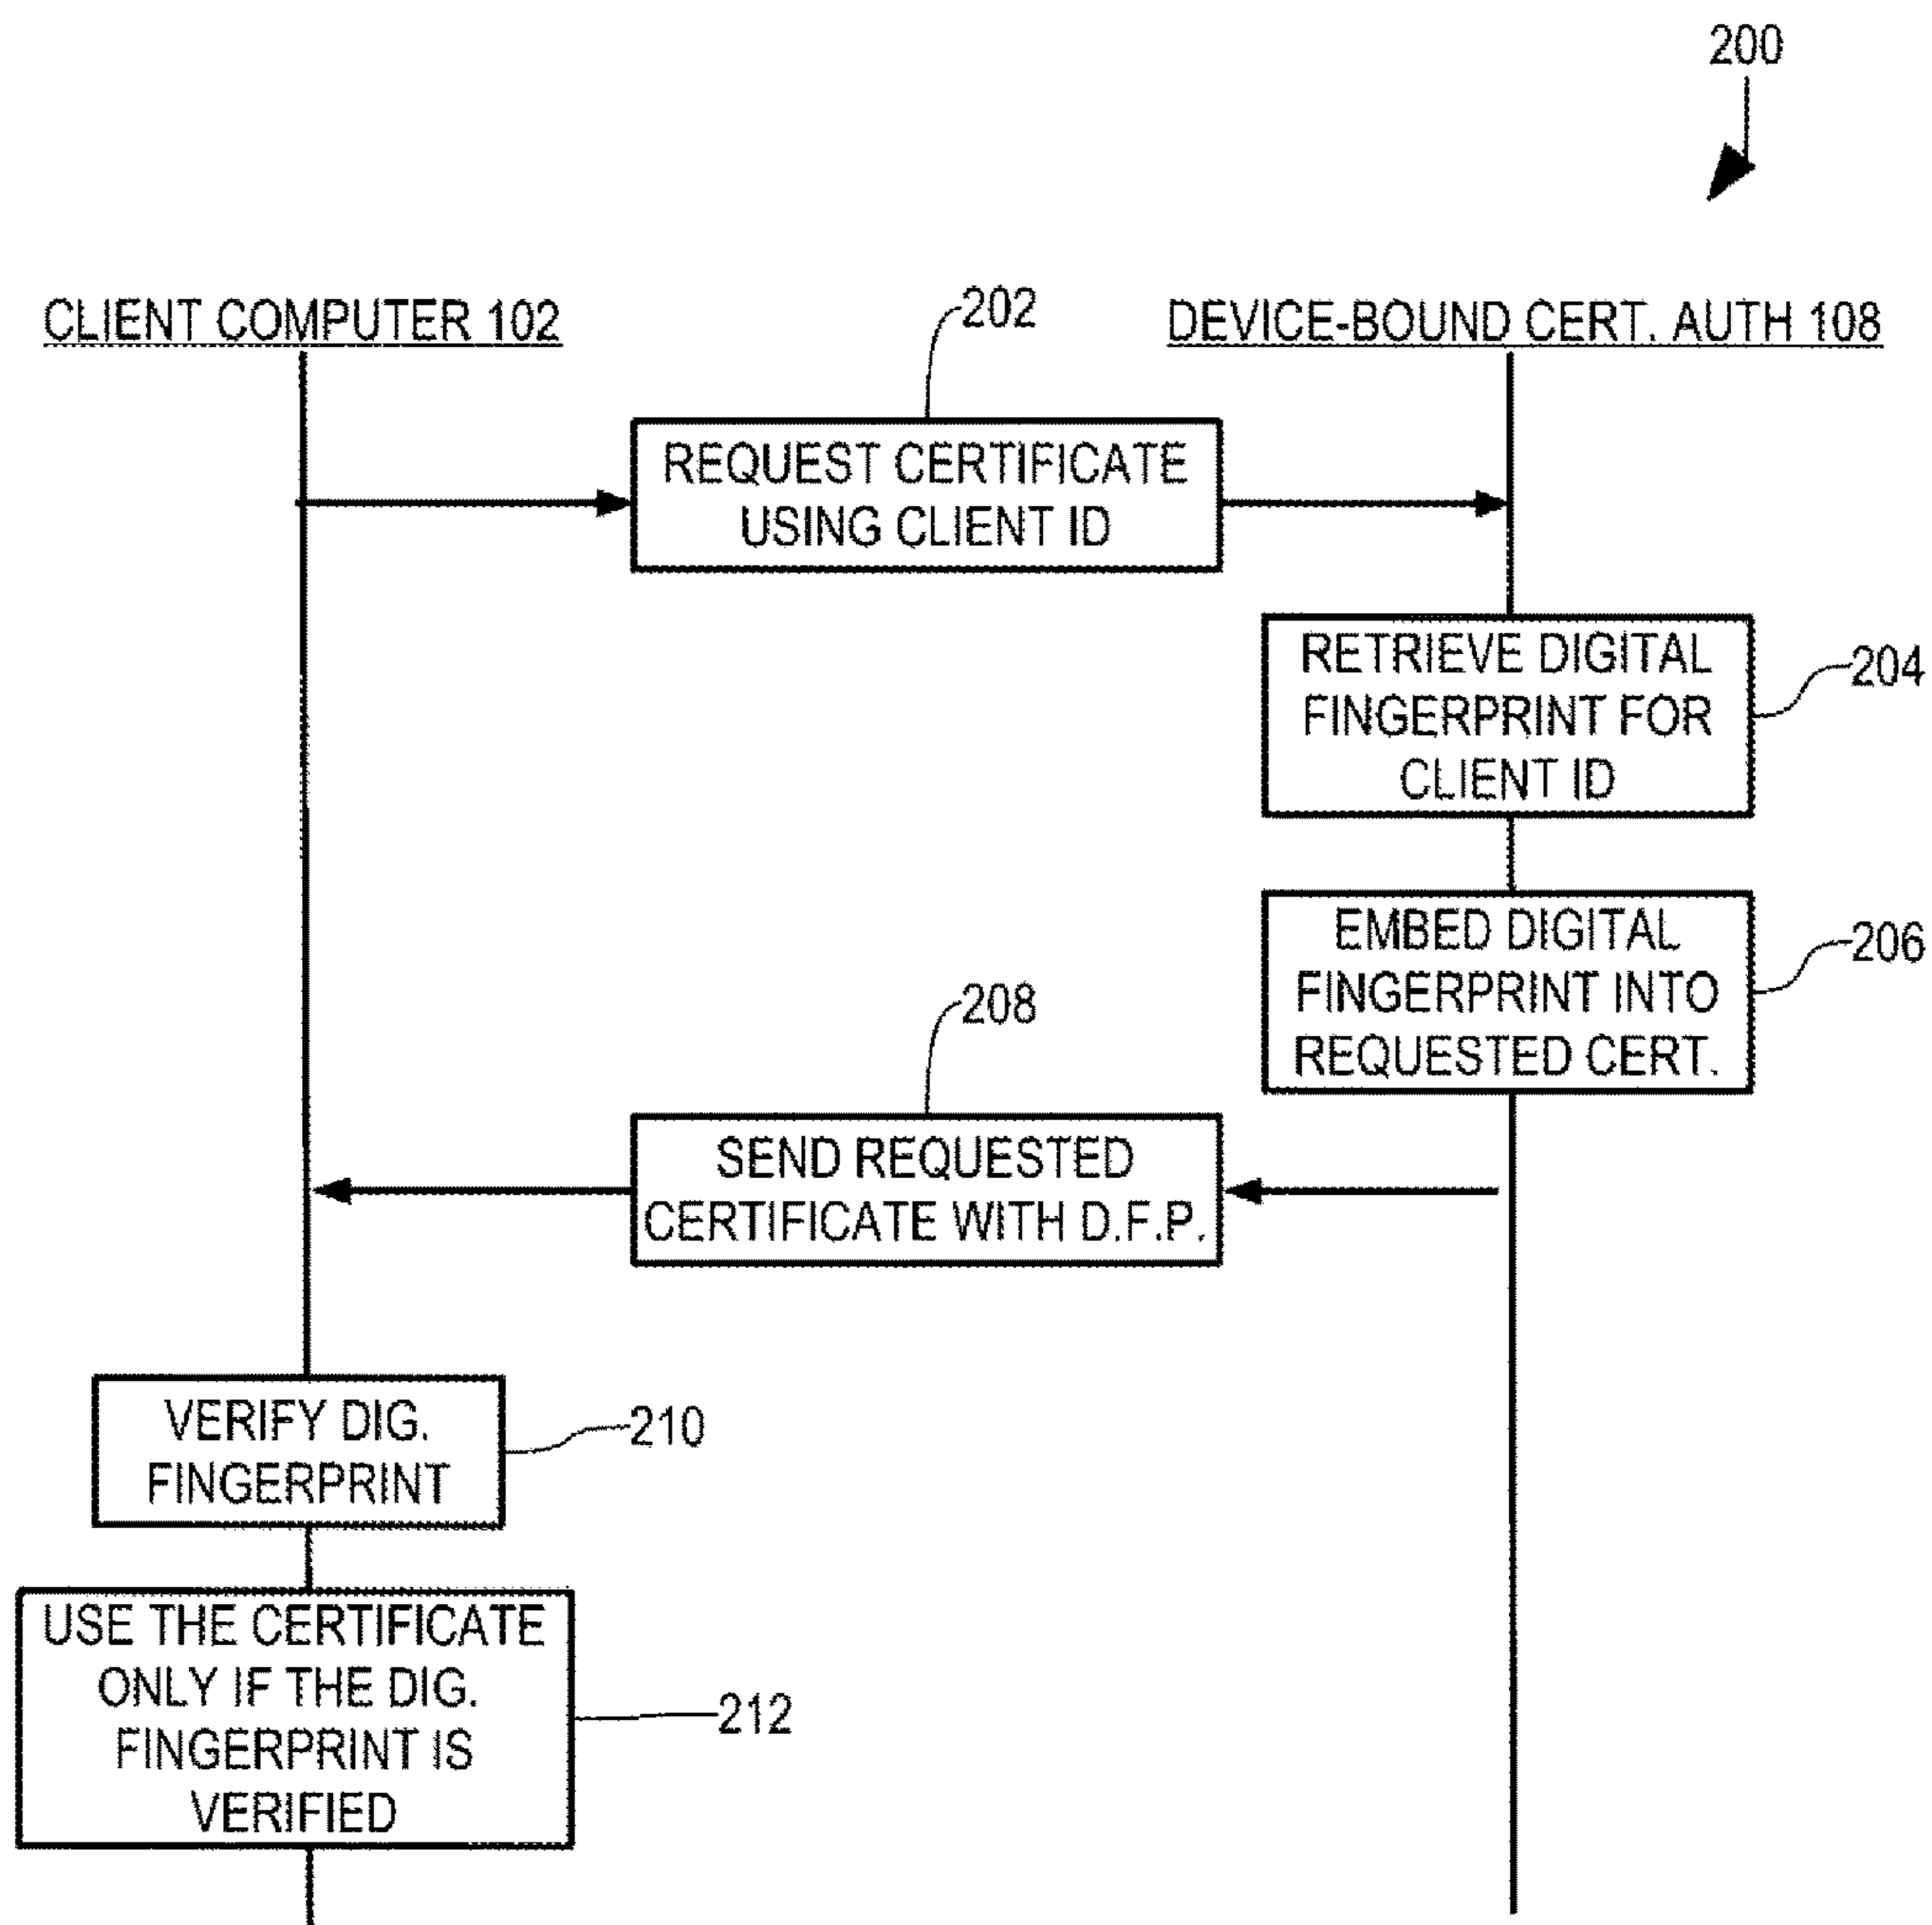 200
CLIENT COMPUTER 102
DEVICE-BOUND CERT. AUTH 108
202
REQUEST CERTIFICATE
USING CLIENT ID
RETRIEVE DIGITAL
FINGERPRINT FOR
CLIENT ID
204
EMBED DIGITAL
FINGERPRINT INTO
REQUESTED CERT.
206
208
SEND REQUESTED
CERTIFICATE WITH D.F.P.
VERIFY DIG.
FINGERPRINT
210
USE THE CERTIFICATE
ONLY IF THE DIG.
FINGERPRINT IS
VERIFIED
212